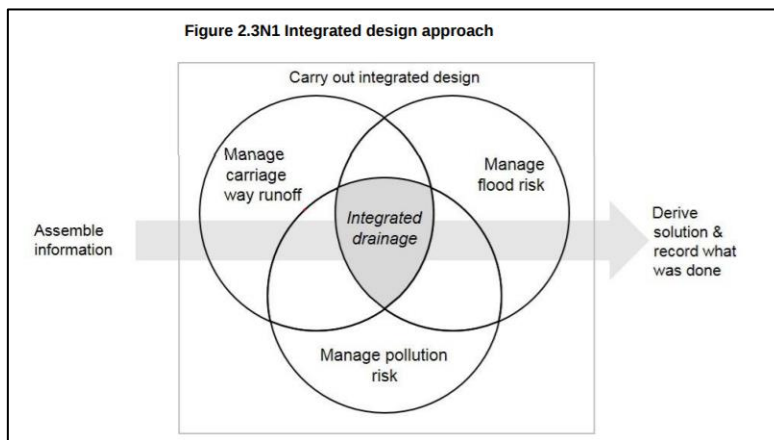 Figure 2.3N1 Integrated design approach
Carry out integrated design
Manage
carriage
way runoff
Manage
flood risk
Assemble
information
Integrated
drainage
Derive
solution &
record what
was done
Manage pollution
risk